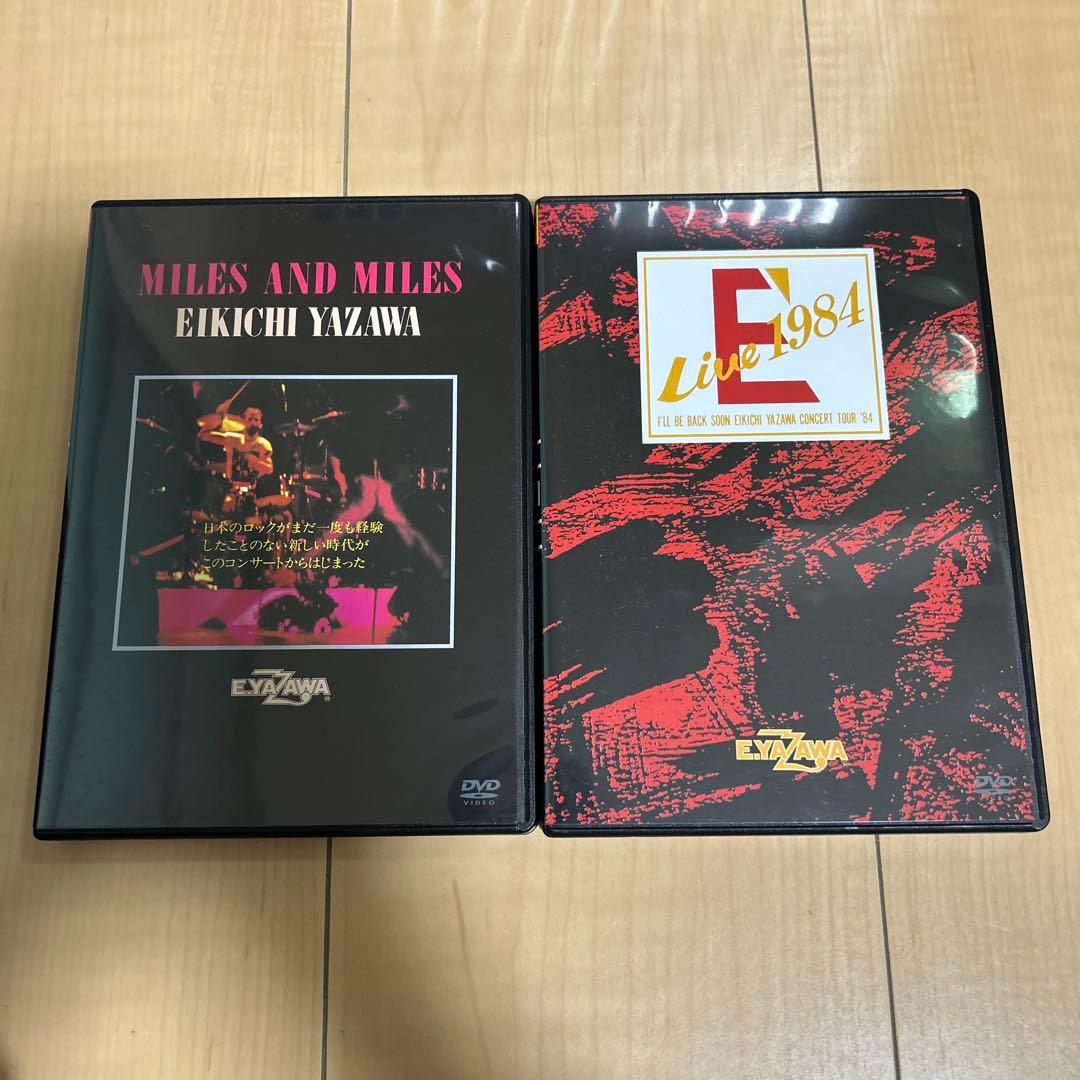 MILES AND MILES
EIKICHI YAZAWA
日本のロックがまだ一度も経験
したことのない新しい時代が
このコンサートからはじまった
E.YAZAWA
DVD
VIDEO
E'
Live 1984
I'LL BE BACK SOON EIKICHI YAZAWA CONCERT TOUR '84
E.YAZAWA
DVD